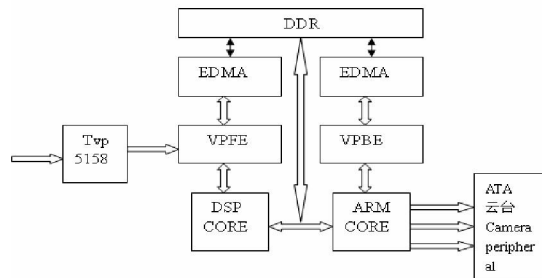 DDR
EDMA
EDMA
Tvp
5158
VPFE
VPBE
DSP
CORE
ARM
CORE
ATA
云台
Camera
peripher
al